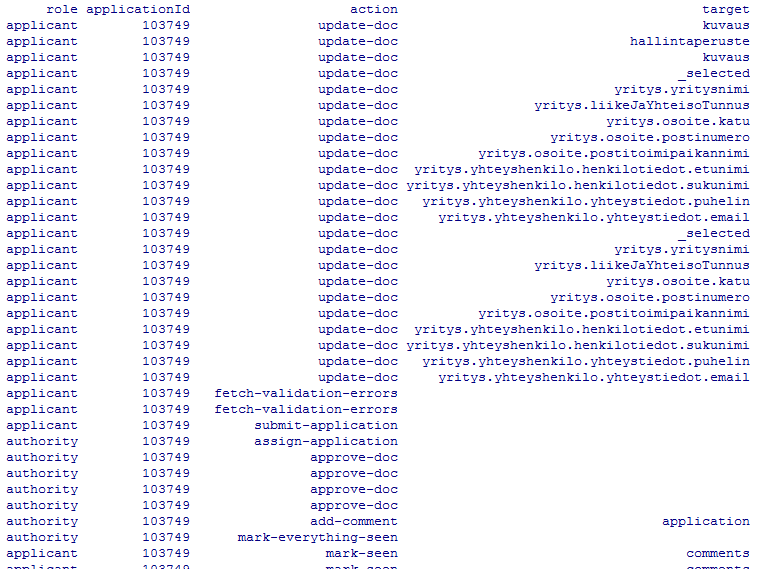 role applicationId action target
applicant 103749 update-doc kuvaus
applicant 103749 update-doc hallintaperuste
applicant 103749 update-doc kuvaus
applicant 103749 update-doc _selected
applicant 103749 update-doc yritys.yritysnimi
applicant 103749 update-doc yritys.liikeJaYhteisoTunnus
applicant 103749 update-doc yritys.osoite.katu
applicant 103749 update-doc yritys.osoite.postinumero
applicant 103749 update-doc yritys.osoite.postitoimipaikannimi
applicant 103749 update-doc yritys.yhteyshenkilo.henkilotiedot.etunimi
applicant 103749 update-doc yritys.yhteyshenkilo.henkilotiedot.sukunimi
applicant 103749 update-doc yritys.yhteyshenkilo.yhteystiedot.puhelin
applicant 103749 update-doc yritys.yhteyshenkilo.yhteystiedot.email
applicant 103749 update-doc _selected
applicant 103749 update-doc yritys.yritysnimi
applicant 103749 update-doc yritys.liikeJaYhteisoTunnus
applicant 103749 update-doc yritys.osoite.katu
applicant 103749 update-doc yritys.osoite.postinumero
applicant 103749 update-doc yritys.osoite.postitoimipaikannimi
applicant 103749 update-doc yritys.yhteyshenkilo.henkilotiedot.etunimi
applicant 103749 update-doc yritys.yhteyshenkilo.henkilotiedot.sukunimi
applicant 103749 update-doc yritys.yhteyshenkilo.yhteystiedot.puhelin
applicant 103749 update-doc yritys.yhteyshenkilo.yhteystiedot.email
applicant 103749 fetch-validation-errors
applicant 103749 fetch-validation-errors
applicant 103749 submit-application
authority 103749 assign-application
authority 103749 approve-doc
authority 103749 approve-doc
authority 103749 approve-doc
authority 103749 approve-doc
authority 103749 add-comment application
authority 103749 mark-everything-seen
applicant 103749 mark-seen comments
applicant 103749 mark-seen comments